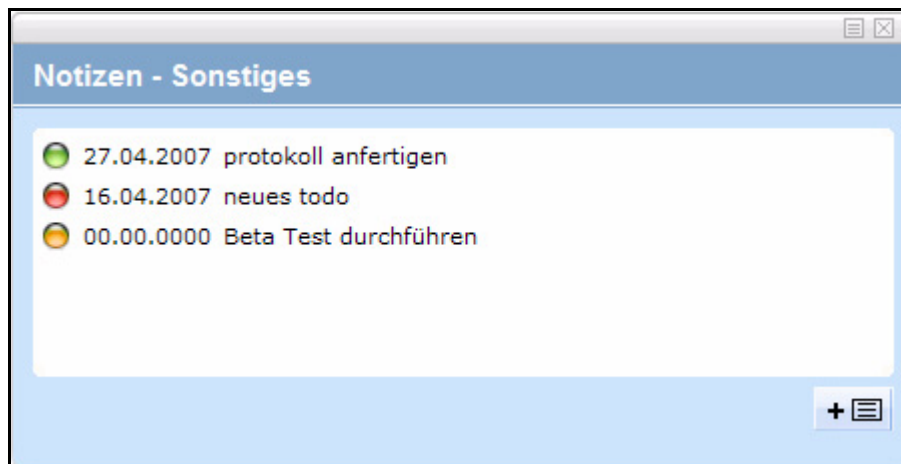 Notizen - Sonstiges
27.04.2007 protokoll anfertigen
16.04.2007 neues todo
00.00.0000 Beta Test durchführen
+